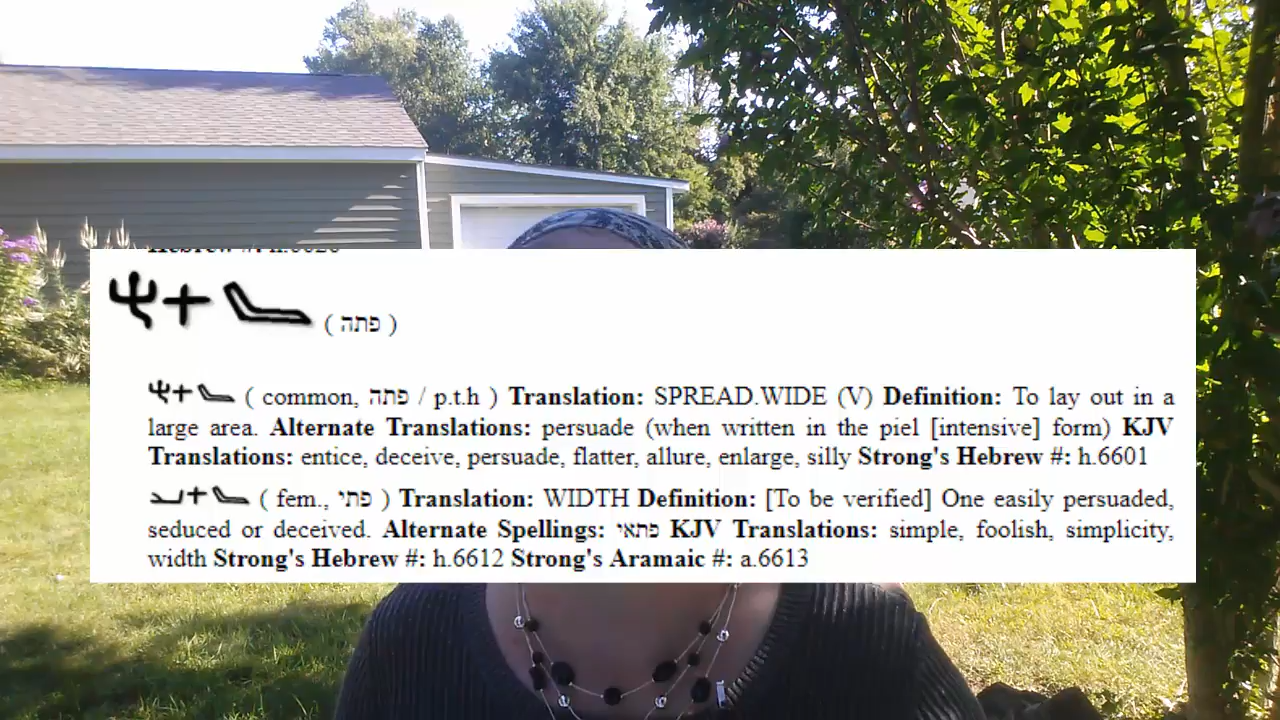 ( פתה )
( common, פתה / p.t.h ) Translation: SPREAD.WIDE (V) Definition: To lay out in a
large area. Alternate Translations: persuade (when written in the piel [intensive] form) KJV
Translations: entice, deceive, persuade, flatter, allure, enlarge, silly Strong's Hebrew #: h.6601
( fem., פתי ) Translation: WIDTH Definition: [To be verified] One easily persuaded,
seduced or deceived. Alternate Spellings: פתאי KJV Translations: simple, foolish, simplicity,
width Strong's Hebrew #: h.6612 Strong's Aramaic #: a.6613